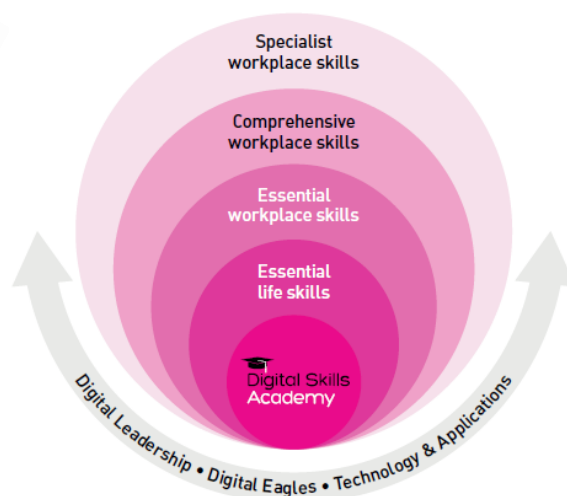 Specialist
workplace skills
Comprehensive
workplace skills
Essential
workplace skills
Essential
life skills
Digital Skills
Academy
Digital Leadership • Digital Eagles • Technology & Applications